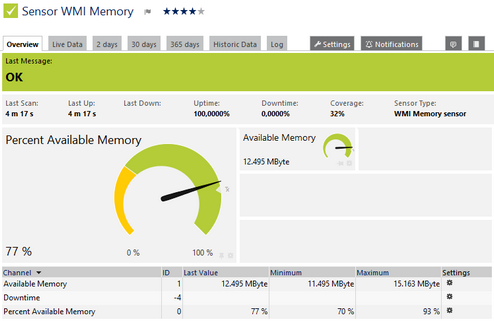 Sensor WMI Memory
Overview Live Data 2 days 30 days 365 days Historic Data Log Settings Notifications
Last Message:
OK
Last Scan: Last Up: Last Down: Uptime: Downtime: Coverage: Sensor Type:
4 m 17 s 4 m 17 s 100,0000% 0,0000% 32% WMI Memory sensor
Percent Available Memory
77 %
0 % 100 %
Available Memory
12.495 MByte
Channel ID Last Value Minimum Maximum Settings
Available Memory 1 12.495 MByte 11.495 MByte 15.163 MByte
Downtime -4
Percent Available Memory 0 77 % 70 % 93 %